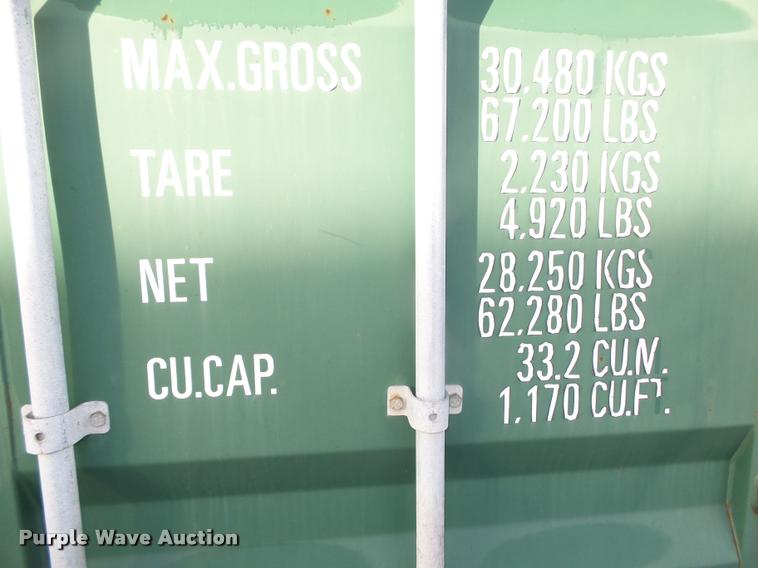 MAX.GROSS 30.480 KGS
67.200 LBS
TARE 2.230 KGS
4.920 LBS
NET 28.250 KGS
62.280 LBS
CU.CAP. 33.2 CU.M.
1.170 CU.FT.
Purple Wave Auction